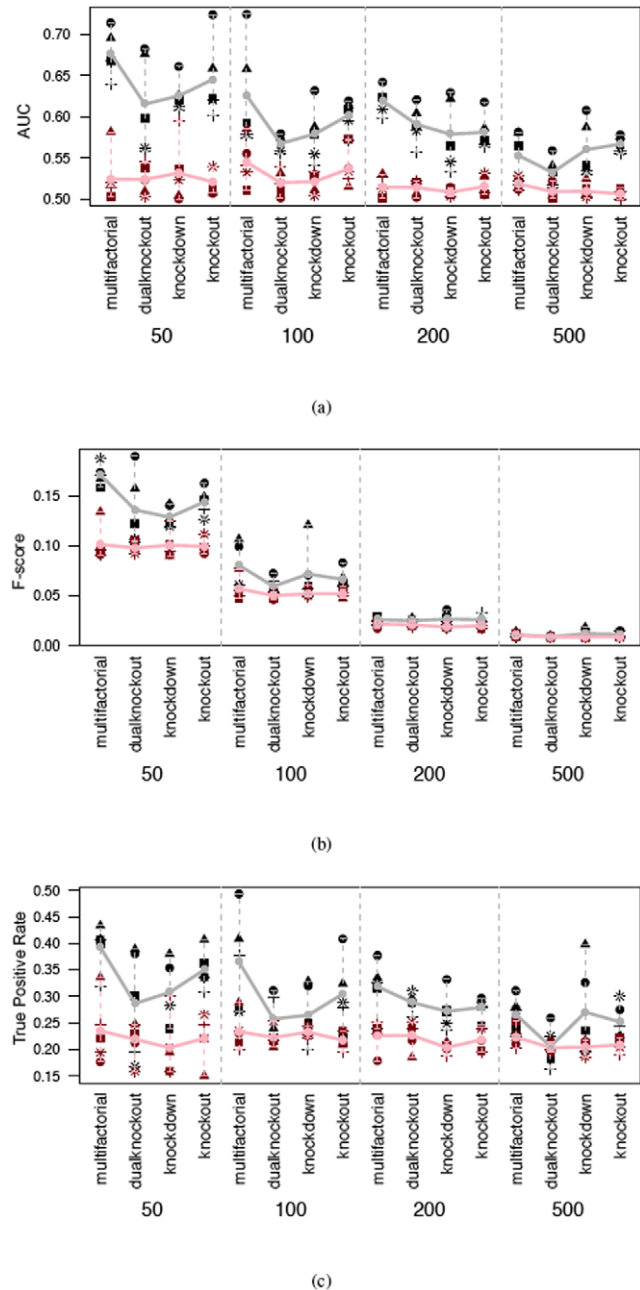 AUC
0.70
0.65
0.60
0.55
0.50
multifactorial dualknockout knockdown knockout multifactorial dualknockout knockdown knockout multifactorial dualknockout knockdown knockout multifactorial dualknockout knockdown knockout
50 100 200 500
(a)
F-score
0.15
0.10
0.05
0.00
multifactorial dualknockout knockdown knockout multifactorial dualknockout knockdown knockout multifactorial dualknockout knockdown knockout multifactorial dualknockout knockdown knockout
50 100 200 500
(b)
True Positive Rate
0.50
0.45
0.40
0.35
0.30
0.25
0.20
0.15
multifactorial dualknockout knockdown knockout multifactorial dualknockout knockdown knockout multifactorial dualknockout knockdown knockout multifactorial dualknockout knockdown knockout
50 100 200 500
(c)